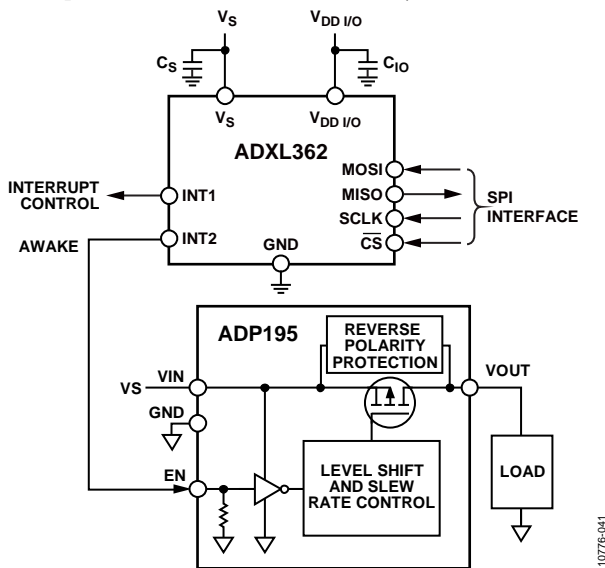 VS
VDD I/O
CS
CIO
VS
VDD I/O
ADXL362
MOSI
MISO
SCLK
CS
SPI
INTERFACE
INTERRUPT
CONTROL
INT1
AWAKE
INT2
GND
ADP195
REVERSE
POLARITY
PROTECTION
VS
VIN
VOUT
GND
EN
LEVEL SHIFT
AND SLEW
RATE CONTROL
LOAD
10776-041